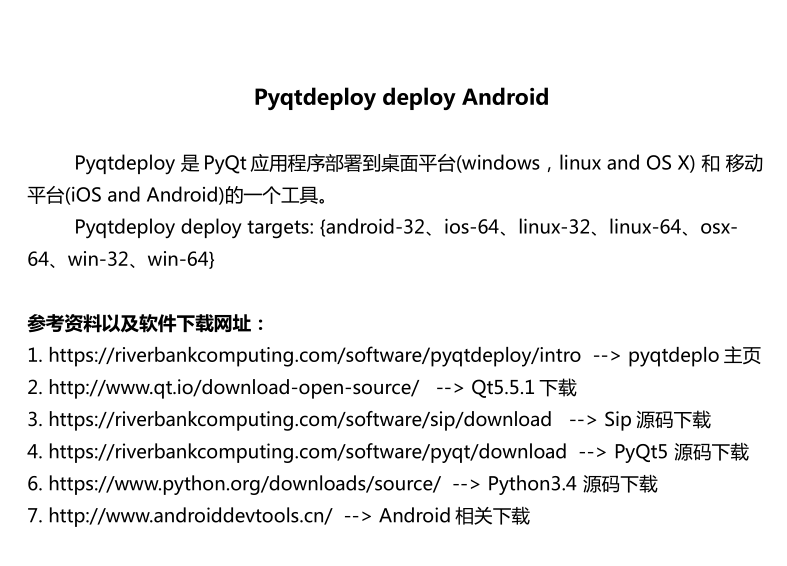 Pyqtdeploy deploy Android
Pyqtdeploy 是 PyQt 应用程序部署到桌面平台(windows，linux and OS X) 和 移动
平台(iOS and Android)的一个工具。
Pyqtdeploy deploy targets: {android-32、ios-64、linux-32、linux-64、osx-
64、win-32、win-64}
参考资料以及软件下载网址：
1. https://riverbankcomputing.com/software/pyqtdeploy/intro --> pyqtdeplo 主页
2. http://www.qt.io/download-open-source/ --> Qt5.5.1 下载
3. https://riverbankcomputing.com/software/sip/download --> Sip 源码下载
4. https://riverbankcomputing.com/software/pyqt/download --> PyQt5 源码下载
6. https://www.python.org/downloads/source/ --> Python3.4 源码下载
7. http://www.androiddevtools.cn/ --> Android 相关下载